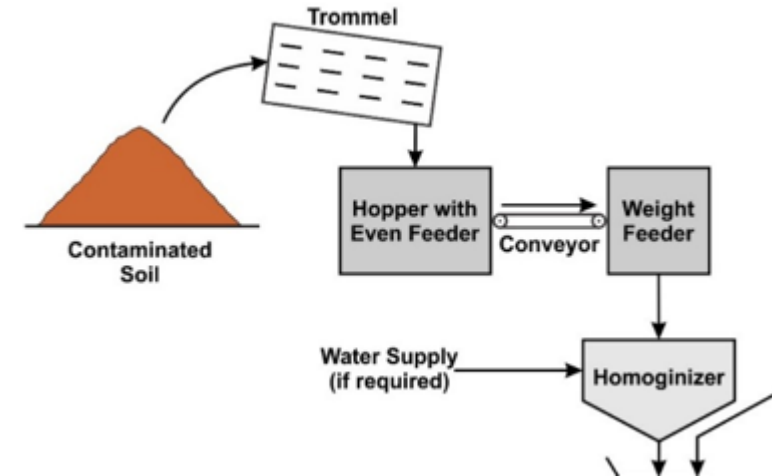 Trommel
Contaminated
Soil
Hopper with
Even Feeder
Conveyor
Weight
Feeder
Water Supply
(if required)
Homoginizer